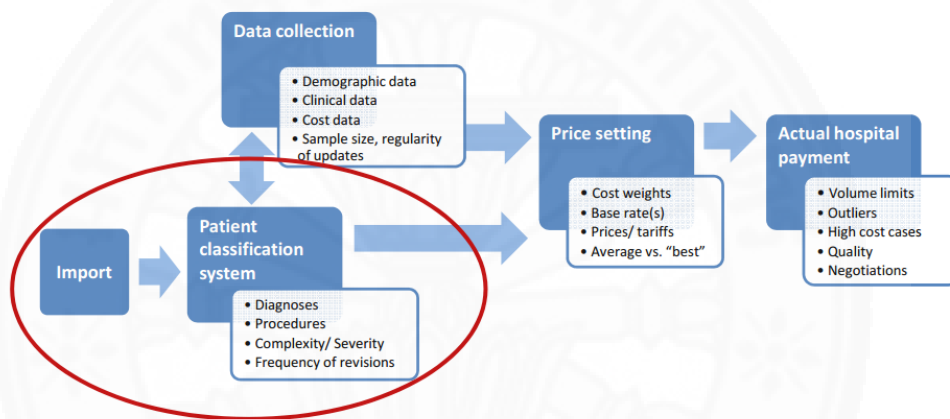 Data collection
• Demographic data
• Clinical data
• Cost data
• Sample size, regularity
of updates
Import
Patient
classification
system
• Diagnoses
• Procedures
• Complexity/ Severity
• Frequency of revisions
Price setting
• Cost weights
• Base rate(s)
• Prices/ tariffs
• Average vs. “best”
Actual hospital
payment
• Volume limits
• Outliers
• High cost cases
• Quality
• Negotiations